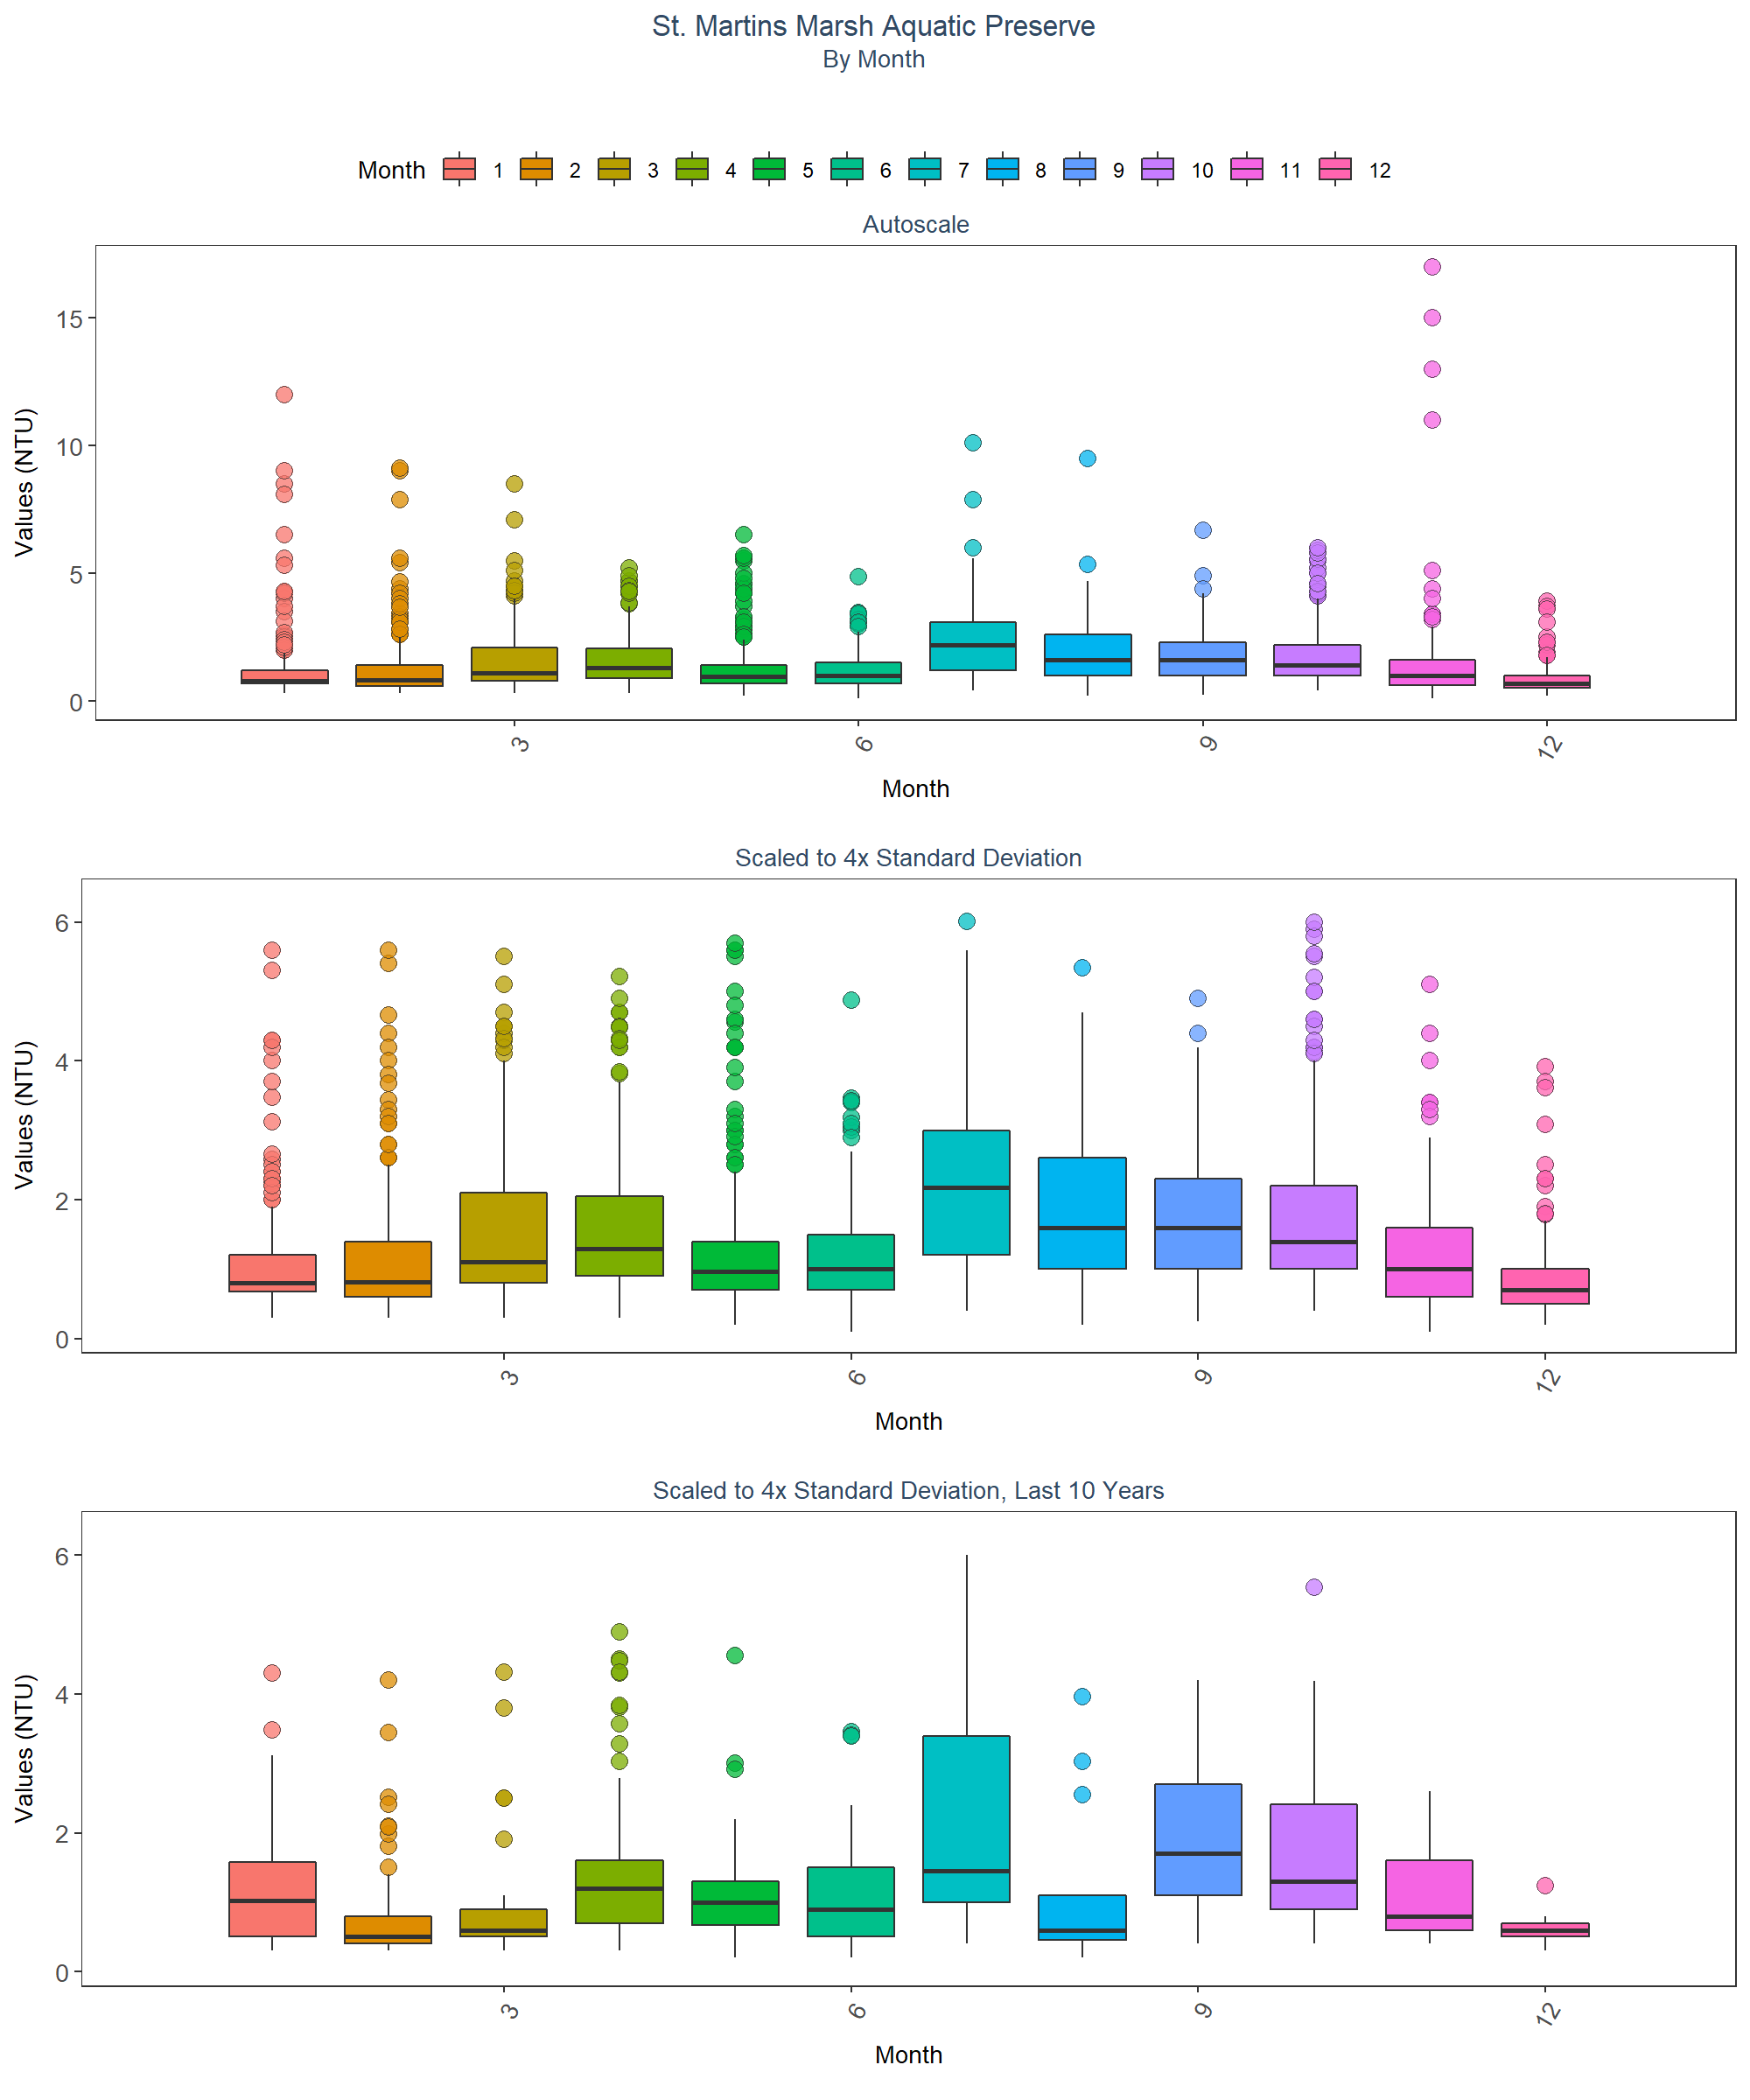 St. Martins Marsh Aquatic Preserve
By Month
Month 1 2 3 4 5 6 7 8 9 10 11 12
Autoscale
Values (NTU)
15
10
5
0
3 6 9 12
Month
Scaled to 4x Standard Deviation
Values (NTU)
6
4
2
0
3 6 9 12
Month
Scaled to 4x Standard Deviation, Last 10 Years
Values (NTU)
6
4
2
0
3 6 9 12
Month